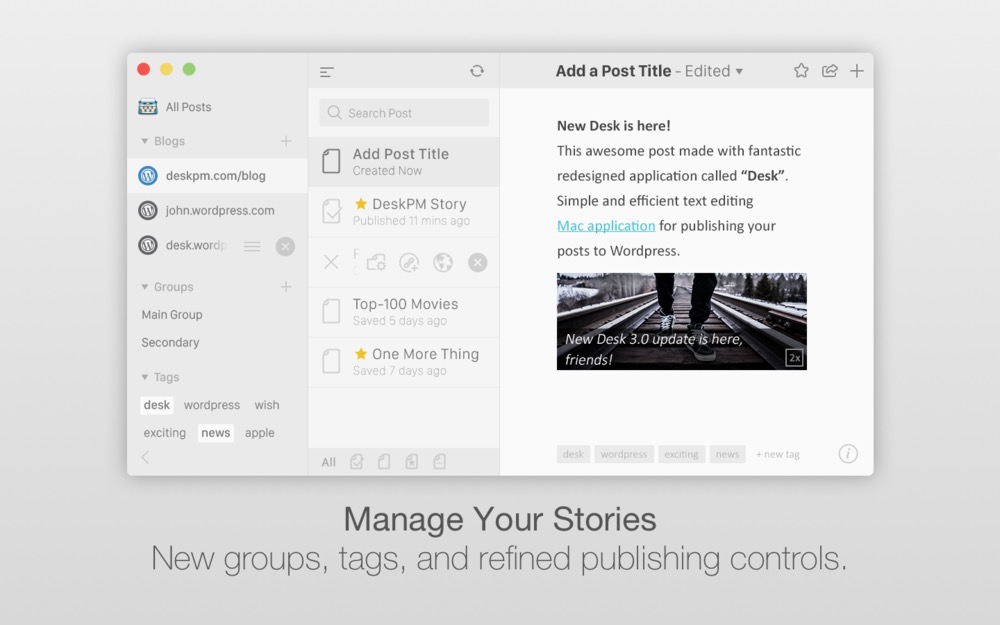 All Posts
Blogs
deskpm.com/blog
john.wordpress.com
desk.wordp
Groups
Main Group
Secondary
Tags
desk wordpress wish
exciting news apple
Search Post
Add Post Title
Created Now
DeskPM Story
Published 11 mins ago
Top-100 Movies
Saved 5 days ago
One More Thing
Saved 7 days ago
All
Add a Post Title - Edited
New Desk is here!
This awesome post made with fantastic
redesigned application called “Desk”.
Simple and efficient text editing
Mac application for publishing your
posts to Wordpress.
New Desk 3.0 update is here,
friends!
2x
desk wordpress exciting news + new tag
Manage Your Stories
New groups, tags, and refined publishing controls.